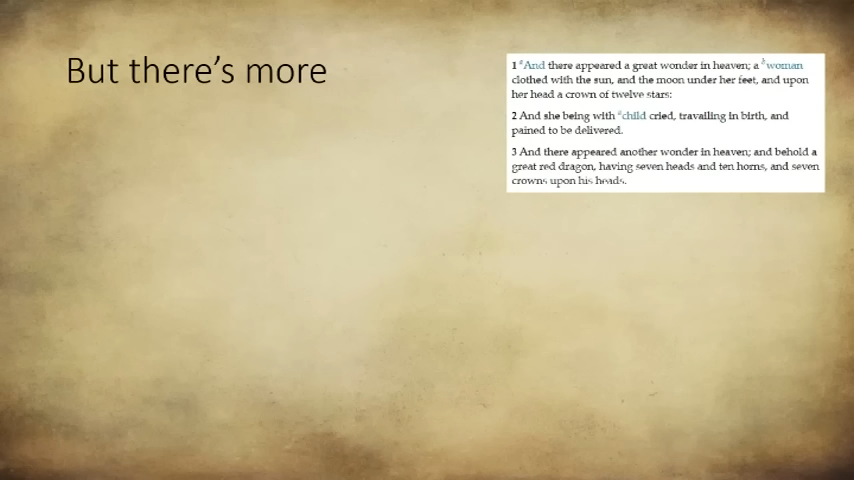 But there's more
1 ᵃAnd there appeared a great wonder in heaven; a ᵇwoman
clothed with the sun, and the moon under her feet, and upon
her head a crown of twelve stars:
2 And she being with ᵃchild cried, travailing in birth, and
pained to be delivered.
3 And there appeared another wonder in heaven; and behold a
great red dragon, having seven heads and ten horns, and seven
crowns upon his heads.